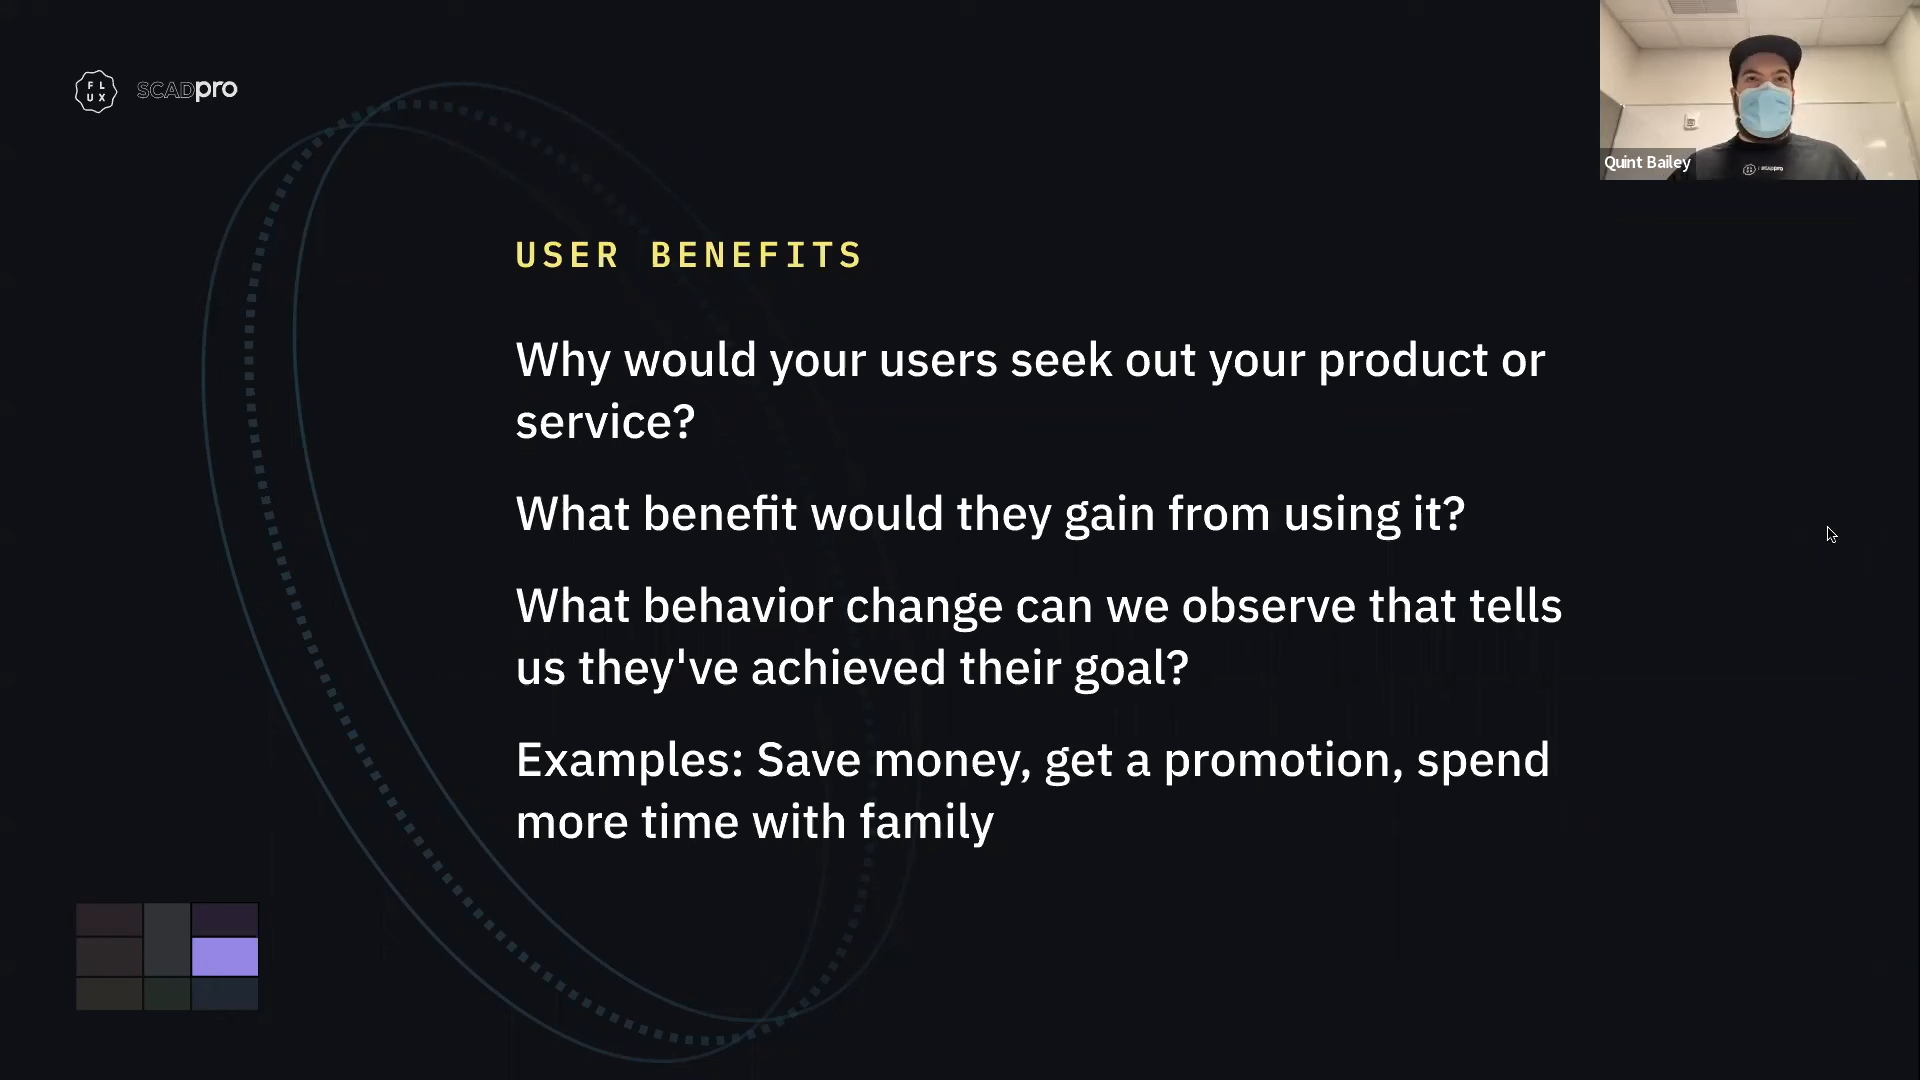 FL
UX
SCADpro
Quint Bailey
USER BENEFITS
Why would your users seek out your product or
service?
What benefit would they gain from using it?
What behavior change can we observe that tells
us they've achieved their goal?
Examples: Save money, get a promotion, spend
more time with family